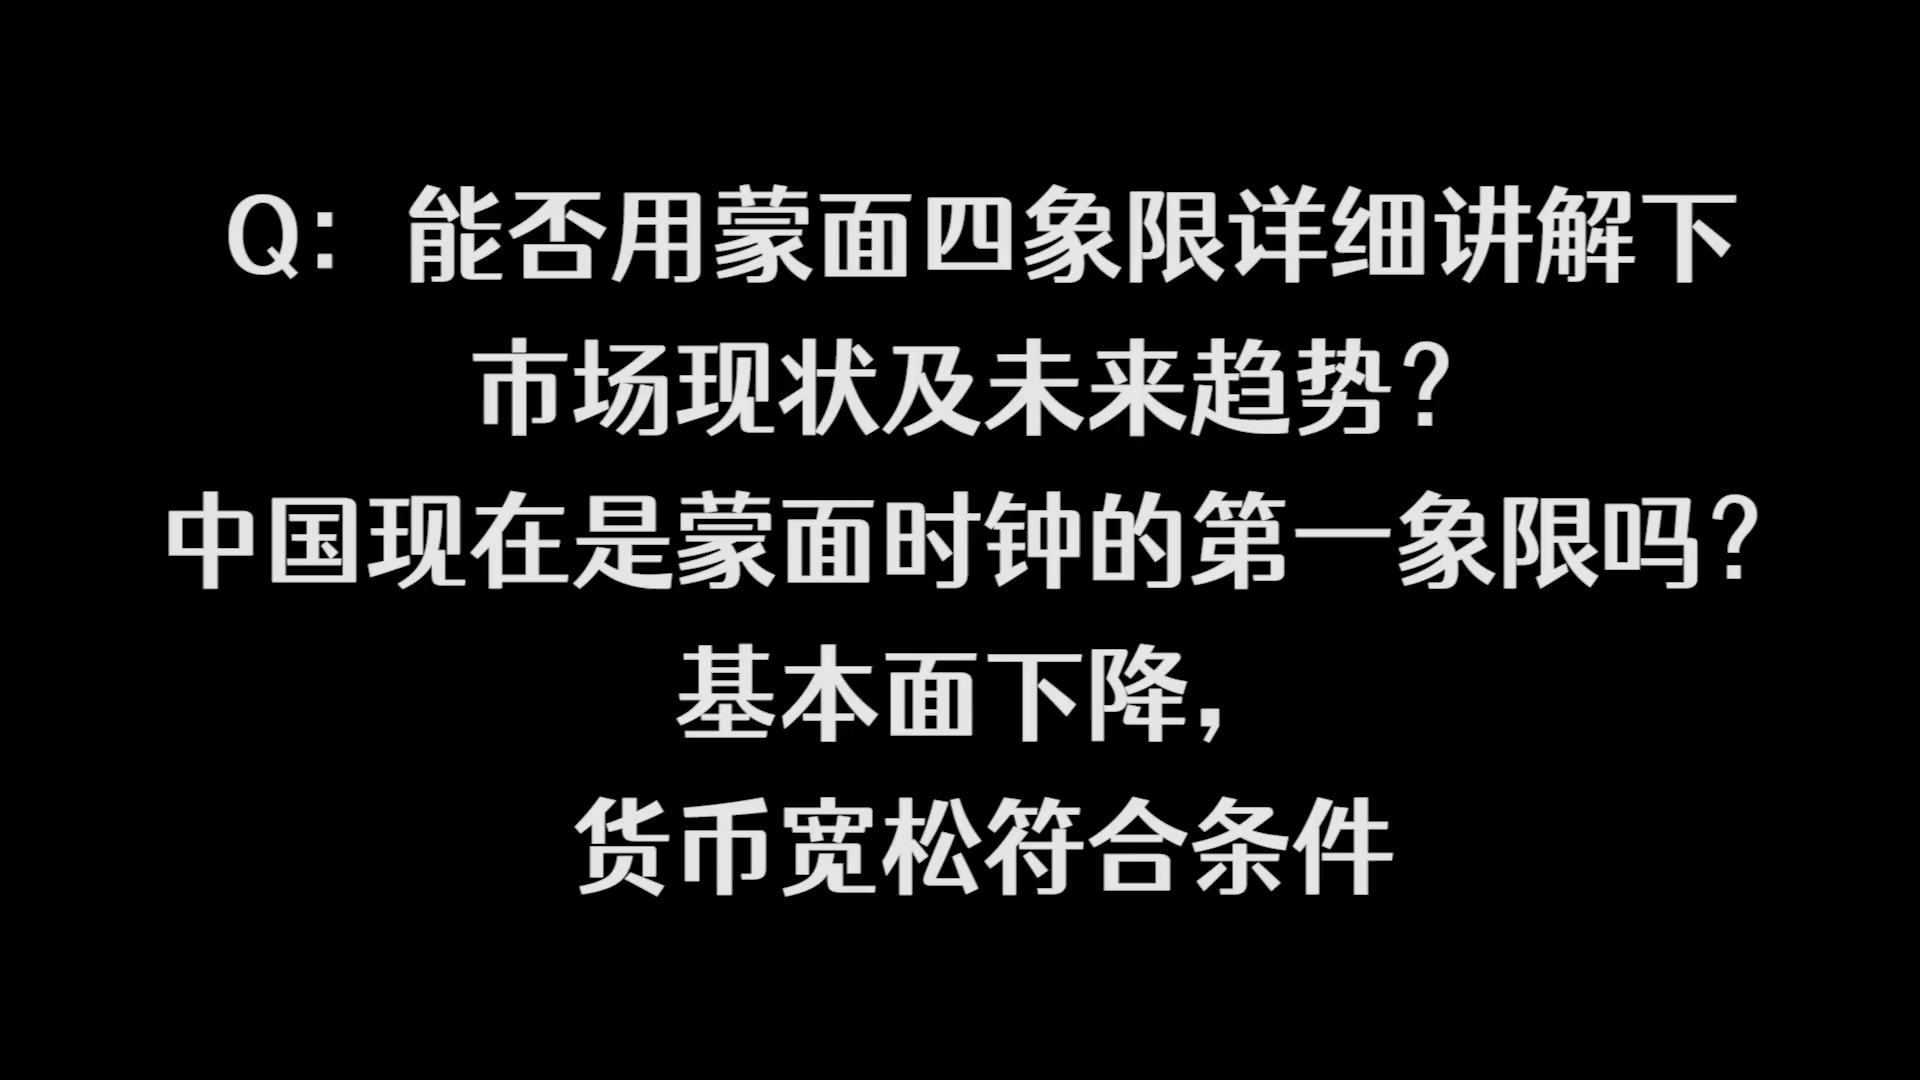 Q：能否用蒙面四象限详细讲解下
市场现状及未来趋势？
中国现在是蒙面时钟的第一象限吗？
基本面下降，
货币宽松符合条件